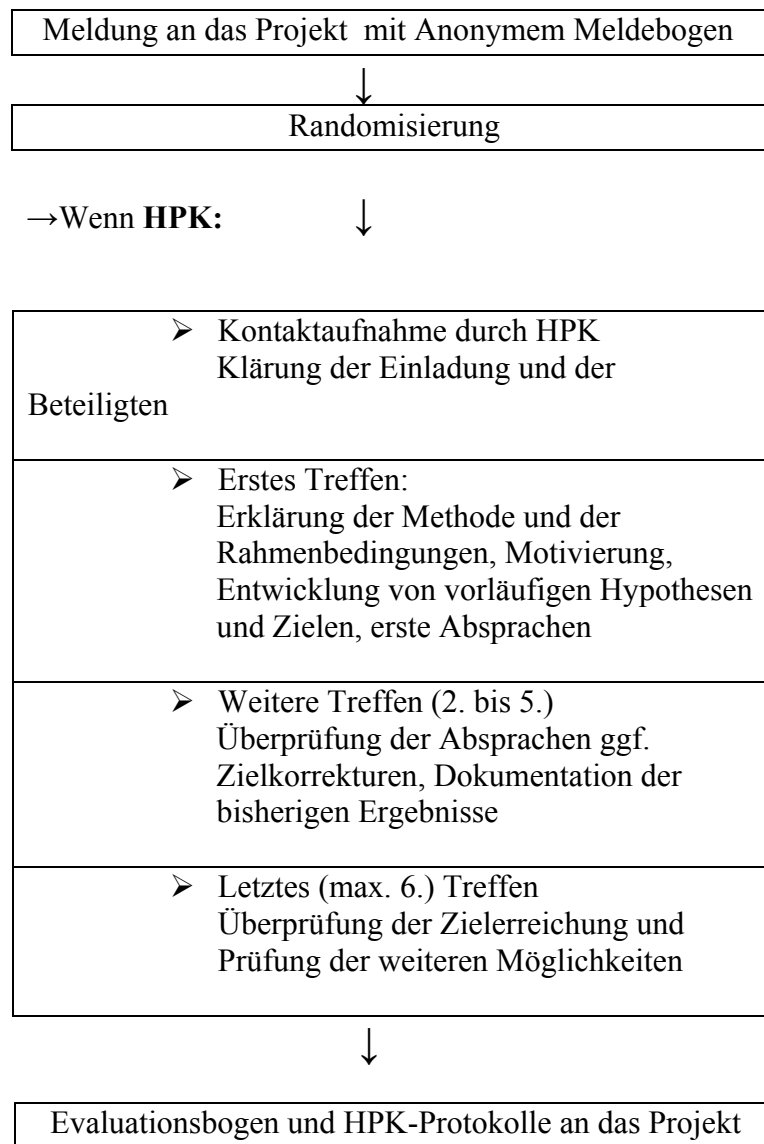 Meldung an das Projekt  mit Anonymem Meldebogen
↓
Randomisierung
→Wenn HPK: ↓
➢ Kontaktaufnahme durch HPK
Klärung der Einladung und der
Beteiligten
➢ Erstes Treffen:
Erklärung der Methode und der
Rahmenbedingungen, Motivierung,
Entwicklung von vorläufigen Hypothesen
und Zielen, erste Absprachen
➢ Weitere Treffen (2. bis 5.)
Überprüfung der Absprachen ggf.
Zielkorrekturen, Dokumentation der
bisherigen Ergebnisse
➢ Letztes (max. 6.) Treffen
Überprüfung der Zielerreichung und
Prüfung der weiteren Möglichkeiten
↓
Evaluationsbogen und HPK-Protokolle an das Projekt